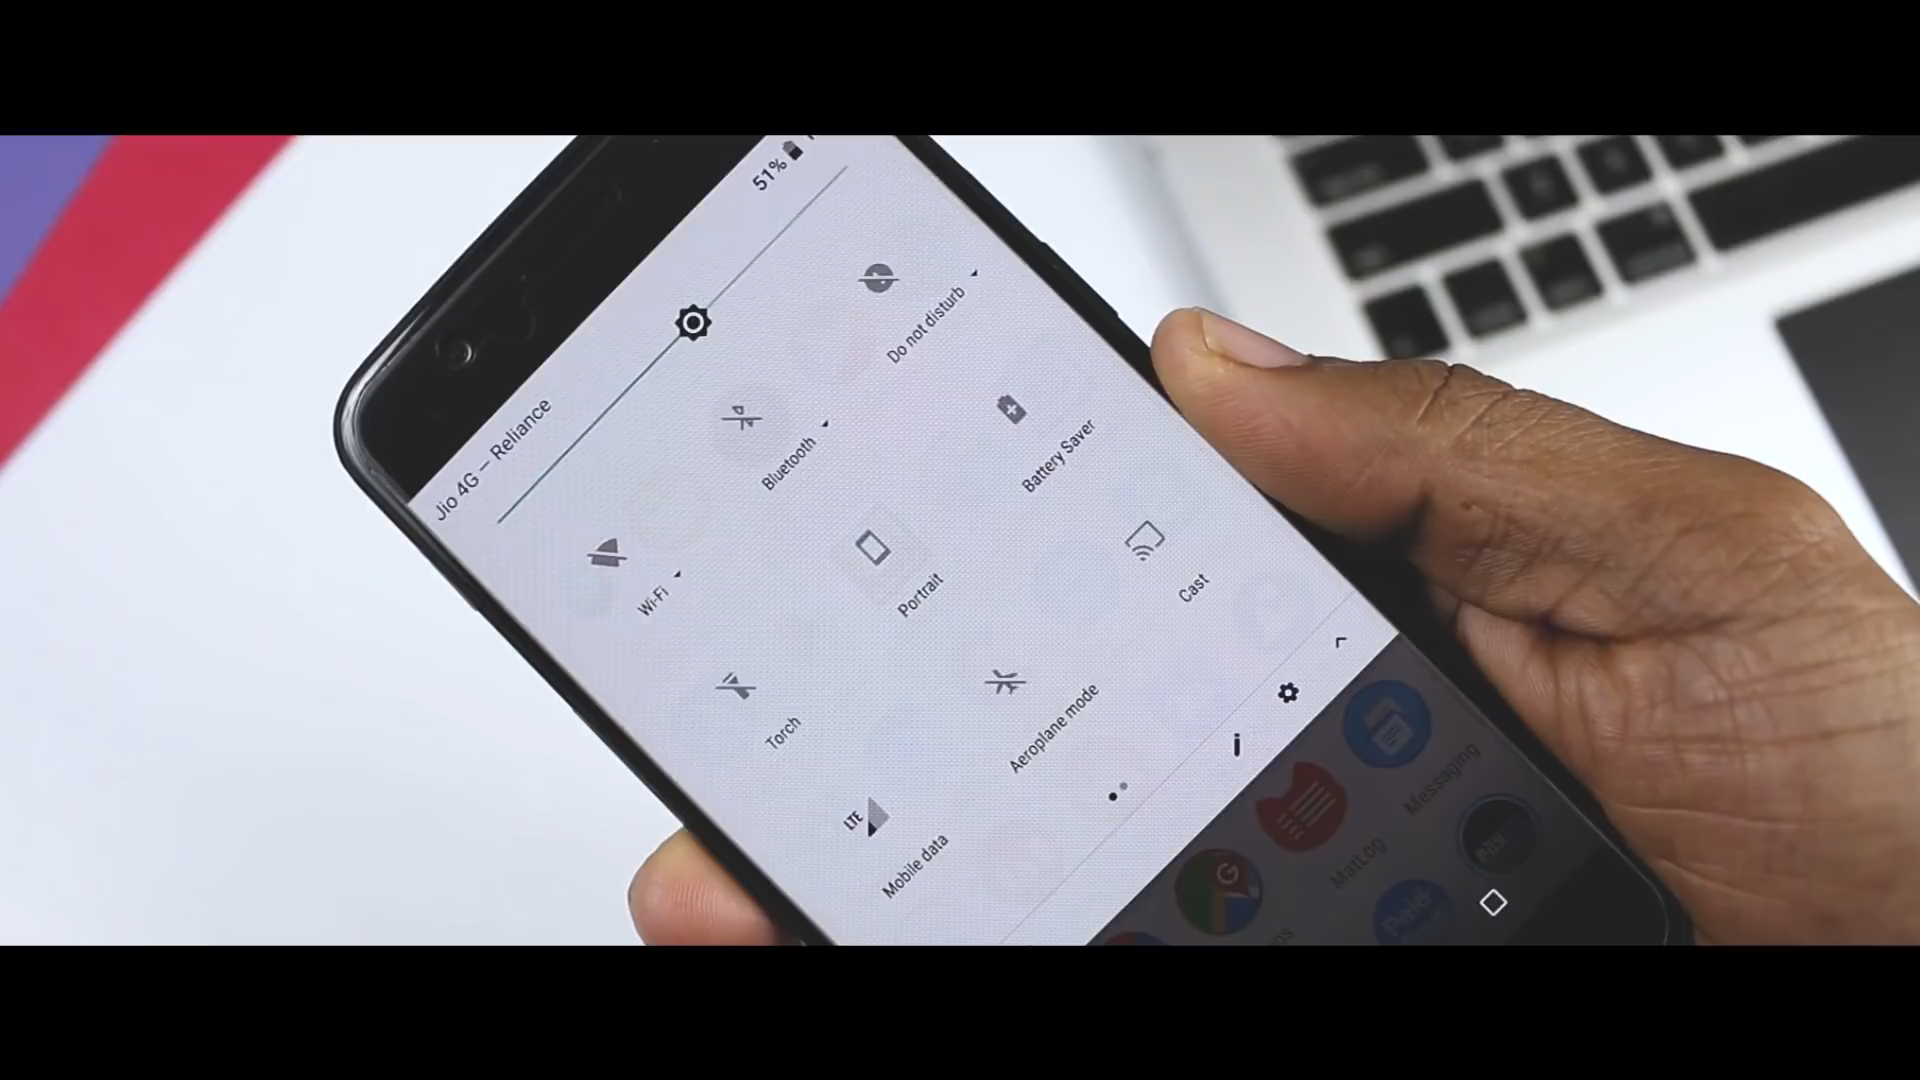 Jio 4G – Reliance
51%
Wi-Fi
Bluetooth
Do not disturb
Torch
Portrait
Battery Saver
LTE
Mobile data
Aeroplane mode
Cast
MatLog
Messaging